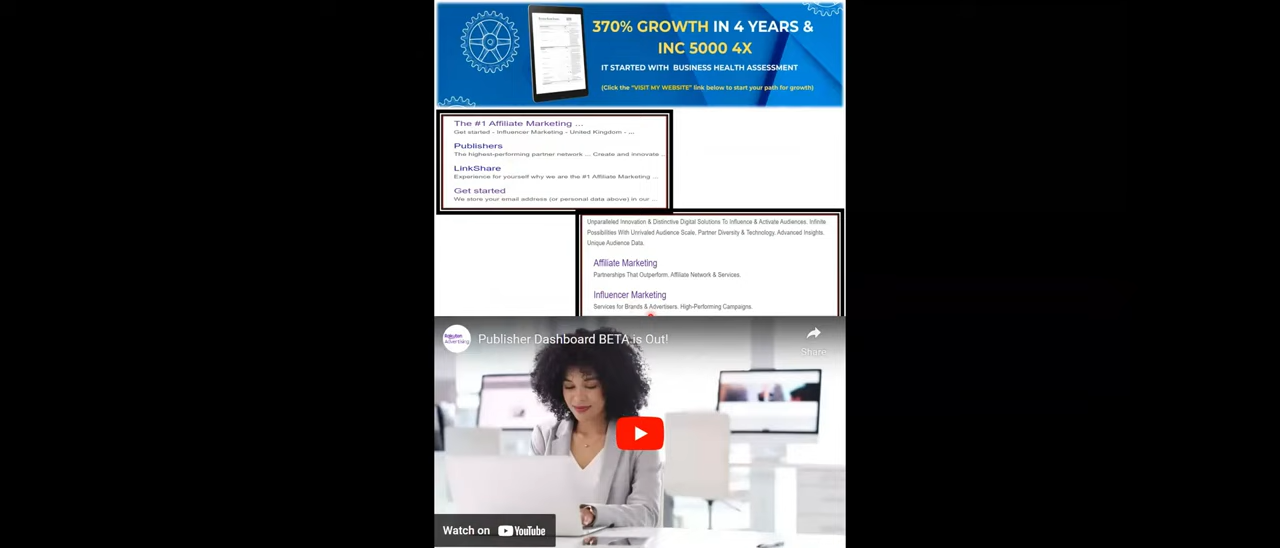 370% GROWTH IN 4 YEARS &
INC 5000 4X
IT STARTED WITH BUSINESS HEALTH ASSESSMENT
(Click the "VISIT MY WEBSITE" link below to start your path for growth)
The #1 Affiliate Marketing ...
Get started - Influencer Marketing - United Kingdom - ...
Publishers
The highest-performing partner network ... Create and innovate ...
LinkShare
Experience for yourself why we are the #1 Affiliate Marketing ...
Get started
We store your email address (or personal data above) in our ...
Unparalleled Innovation & Distinctive Digital Solutions To Influence & Activate Audiences. Infinite
Possibilities With Unrivaled Audience Scale, Partner Diversity & Technology, Advanced Insights.
Unique Audience Data.
Affiliate Marketing
Partnerships That Outperform. Affiliate Network & Services.
Influencer Marketing
Services for Brands & Advertisers. High-Performing Campaigns.
Rakuten
Advertising
Publisher Dashboard BETA is Out!
Share
Watch on YouTube